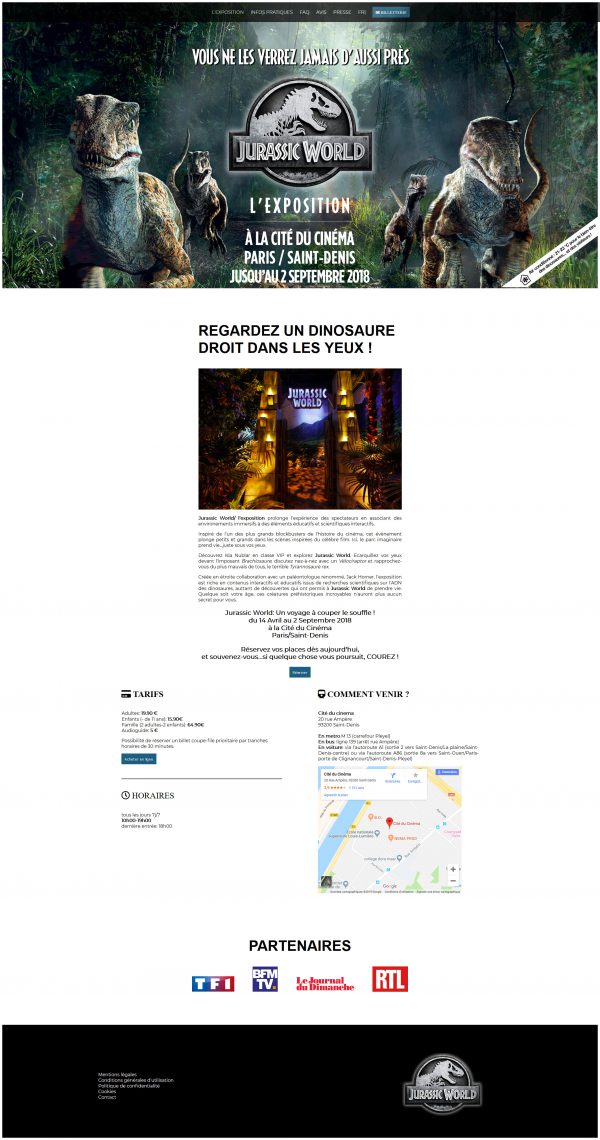 L'EXPOSITION INFOS PRATIQUES FAQ AVIS PRESSE FR BILLETTERIE
VOUS NE LES VERREZ JAMAIS D'AUSSI PRÈS
JURASSIC WORLD
L'EXPOSITION
À LA CITÉ DU CINÉMA
PARIS / SAINT-DENIS
JUSQU'AU 2 SEPTEMBRE 2018
Air conditionné : 21-23 °C pour le bien-être
des dinosaures... et des visiteurs !
REGARDEZ UN DINOSAURE
DROIT DANS LES YEUX !
JURASSIC
WORLD
Jurassic World/ l'exposition prolonge l'expérience des spectateurs en associant des
environnements immersifs à des éléments éducatifs et scientifiques interactifs.
Inspiré de l'un des plus grands blockbusters de l'histoire du cinéma, cet événement
plonge petits et grands dans les scènes inspirées du célèbre film. Ici, le parc imaginaire
prend vie...juste sous vos yeux.
Découvrez Isla Nublar en classe VIP et explorez Jurassic World. Ecarquillez vos yeux
devant l'imposant Brachiosaure, discutez nez-à-nez avec un Vélociraptor et rapprochez-
vous du plus mauvais de tous, le terrible Tyrannosaure rex.
Créée en étroite collaboration avec un paléontologue renommé, Jack Horner, l'exposition
est riche en contenus interactifs et éducatifs issus de recherches scientifiques sur l'ADN
des dinosaures, autant de découvertes qui ont permis à Jurassic World de prendre vie.
Quelque soit votre âge, ces créatures préhistoriques incroyables n'auront plus aucun
secret pour vous.
Jurassic World: Un voyage à couper le souffle !
du 14 Avril au 2 Septembre 2018
à la Cité du Cinéma
Paris/Saint-Denis
Réservez vos places dès aujourd'hui,
et souvenez-vous...si quelque chose vous poursuit, COUREZ !
Réserver
TARIFS
Adultes: 19.90 €
Enfants (- de 11 ans): 15.90€
Famille (2 adultes-2 enfants): 64.90€
Audioguide: 5 €
Possibilité de réserver un billet coupe-file prioritaire par tranches
horaires de 30 minutes.
Achetez en ligne
HORAIRES
tous les jours 7j/7
10h00-19h00
dernière entrée: 18h00
COMMENT VENIR ?
Cité du cinema
20 rue Ampère
93200 Saint-Denis
En metro M 13 (carrefour Pleyel)
En bus: ligne 139 (arrêt rue Ampère)
En voiture via l'autoroute A1 (sortie 2 vers Saint-Denis/La plaine/Saint-
Denis-centre) ou via l'autoroute A86 (sortie 8a vers Saint-Ouen/Paris-
porte de Clignancourt/Saint-Denis-Pleyel)
Cité du Cinéma
20 Rue Ampère, 93200 Saint-Denis
Agrandir le plan
Itinéraires
Cité du Cinéma
Google
PARTENAIRES
TF1
BFM
TV.
Le Journal
du Dimanche
RTL
Mentions légales
Conditions générales d'utilisation
Politique de confidentialité
Cookies
Contact
JURASSIC WORLD